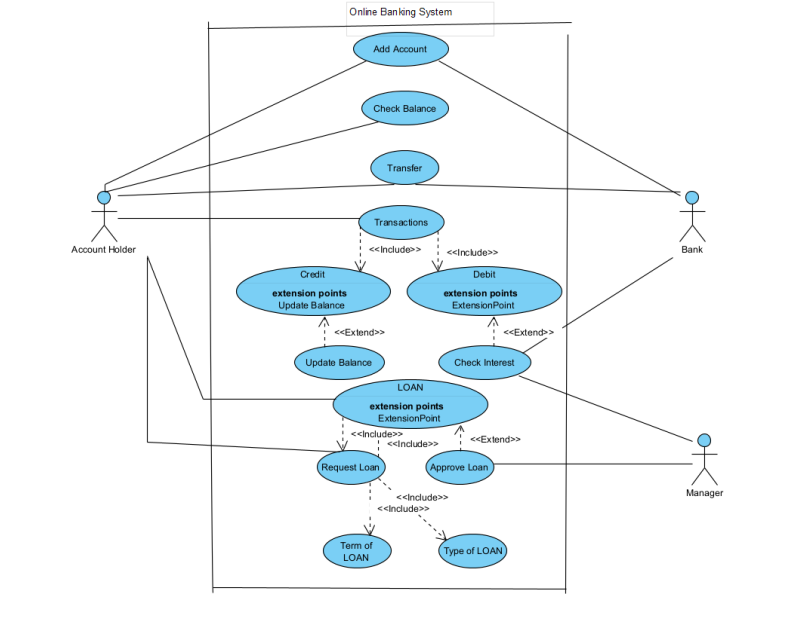 Online Banking System
Add Account
Check Balance
Transfer
Transactions
Account Holder
Bank
<<Include>>
<<Include>>
Credit
extension points
Update Balance
Debit
extension points
ExtensionPoint
<<Extend>>
<<Extend>>
Update Balance
Check Interest
LOAN
extension points
ExtensionPoint
<<Include>>
<<Include>>
<<Extend>>
Request Loan
Approve Loan
Manager
<<Include>>
<<Include>>
Term of
LOAN
Type of LOAN